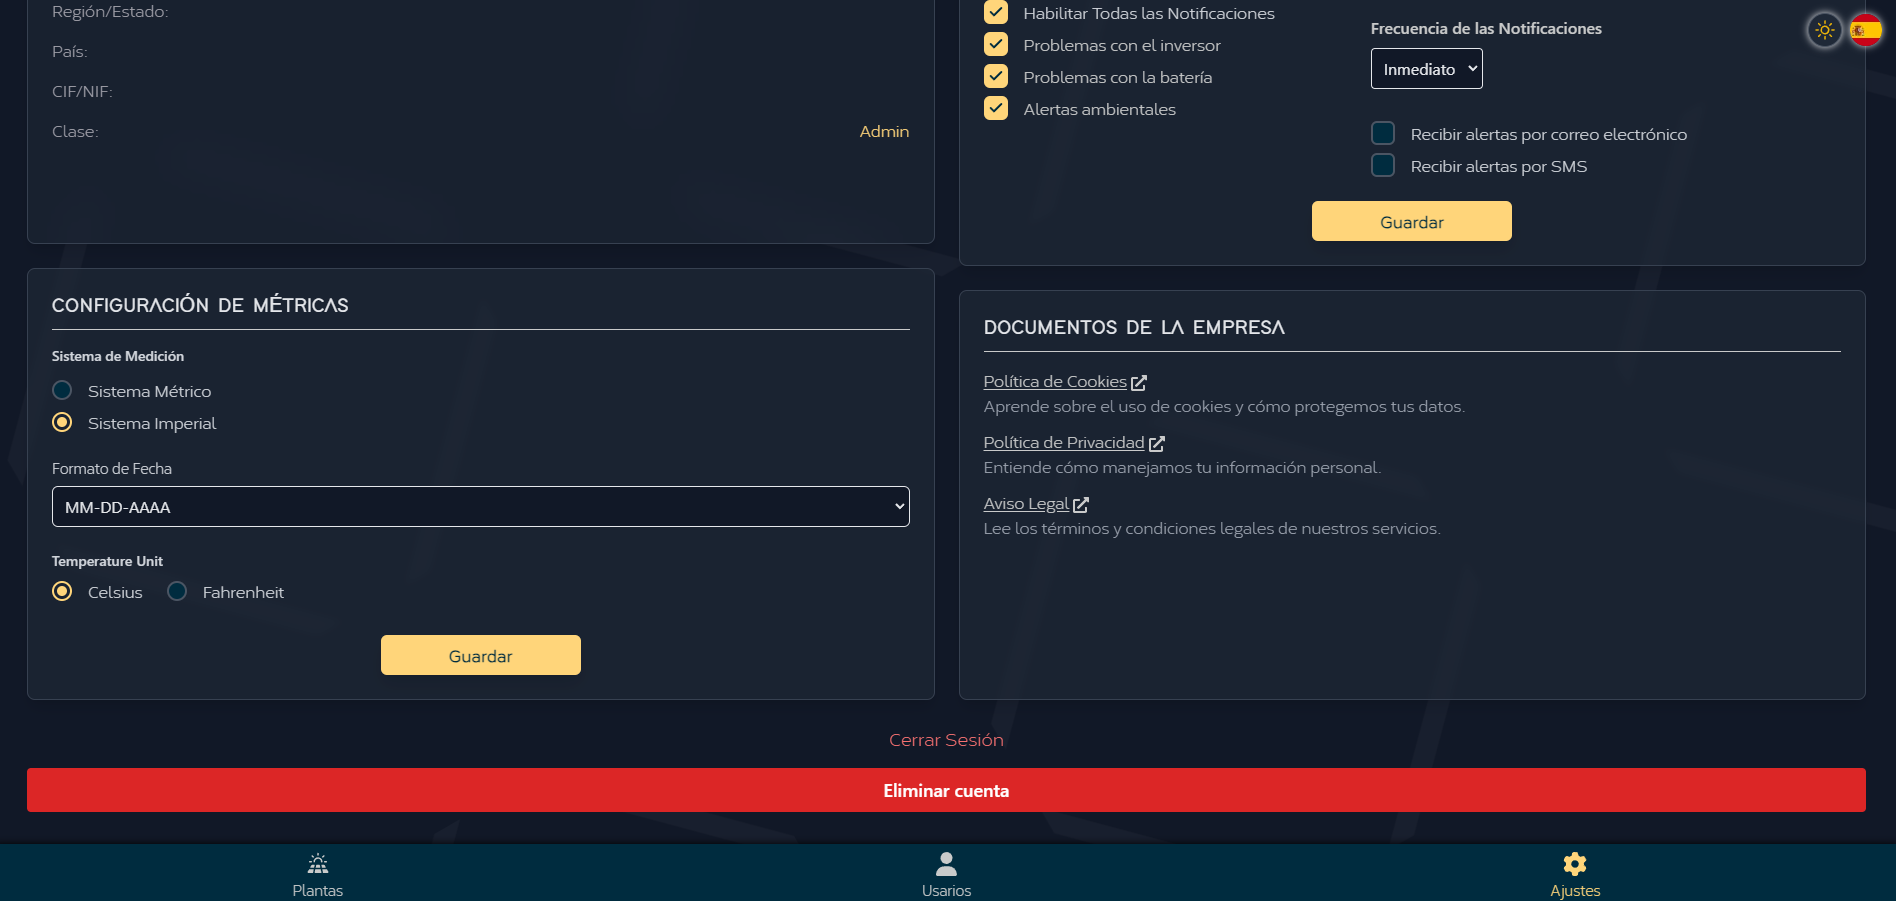 Región/Estado:
País:
CIF/NIF:
Clase:
Admin
Habilitar Todas las Notificaciones
Problemas con el inversor
Problemas con la batería
Alertas ambientales
Frecuencia de las Notificaciones
Inmediato
Recibir alertas por correo electrónico
Recibir alertas por SMS
Guardar
CONFIGURACIÓN DE MÉTRICAS
Sistema de Medición
Sistema Métrico
Sistema Imperial
Formato de Fecha
MM-DD-AAAA
Temperature Unit
Celsius
Fahrenheit
Guardar
DOCUMENTOS DE LA EMPRESA
Política de Cookies
Aprende sobre el uso de cookies y cómo protegemos tus datos.
Política de Privacidad
Entiende cómo manejamos tu información personal.
Aviso Legal
Lee los términos y condiciones legales de nuestros servicios.
Cerrar Sesión
Eliminar cuenta
Plantas
Usarios
Ajustes